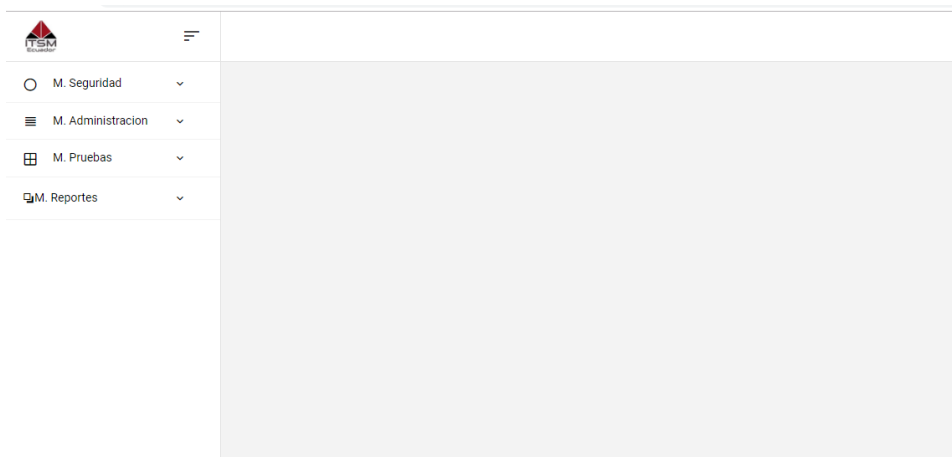 ITSM
Ecuador
M. Seguridad
M. Administracion
M. Pruebas
M. Reportes